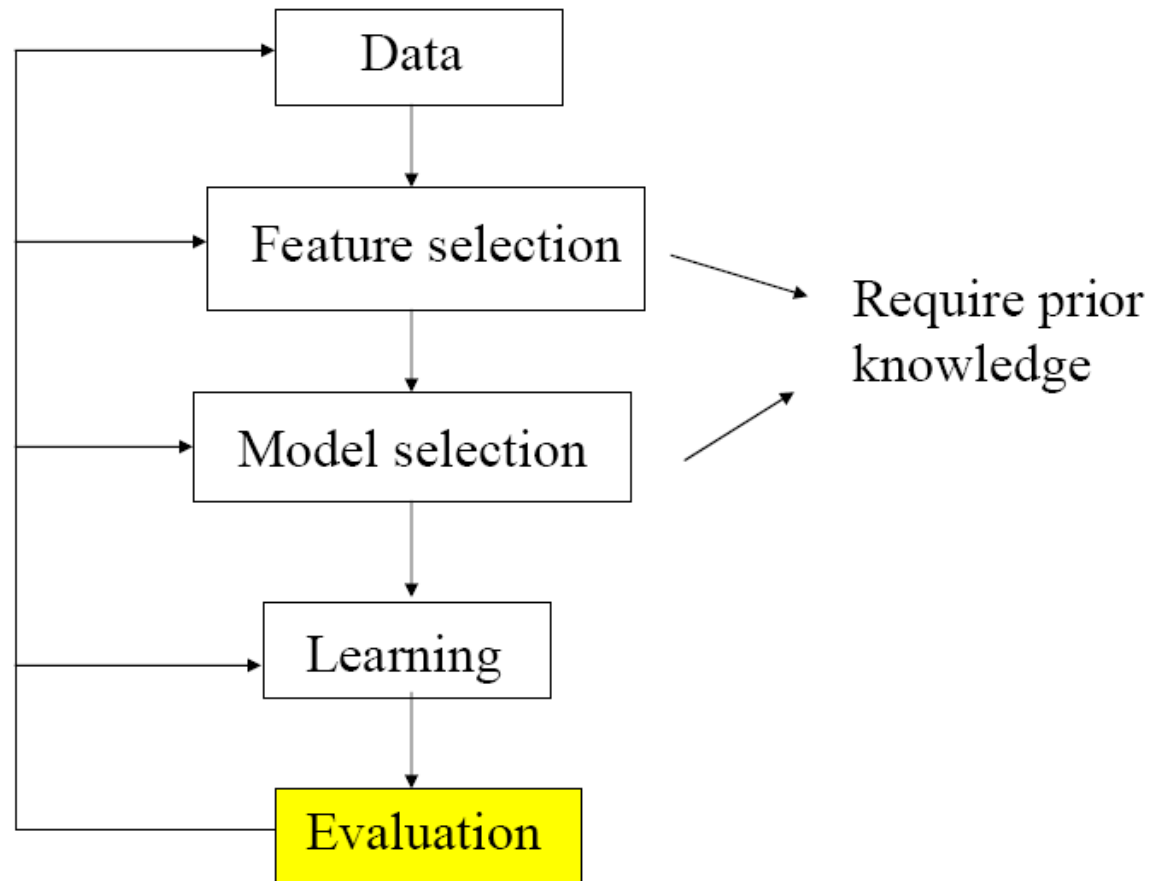 Data
Feature selection
Require prior
knowledge
Model selection
Learning
Evaluation